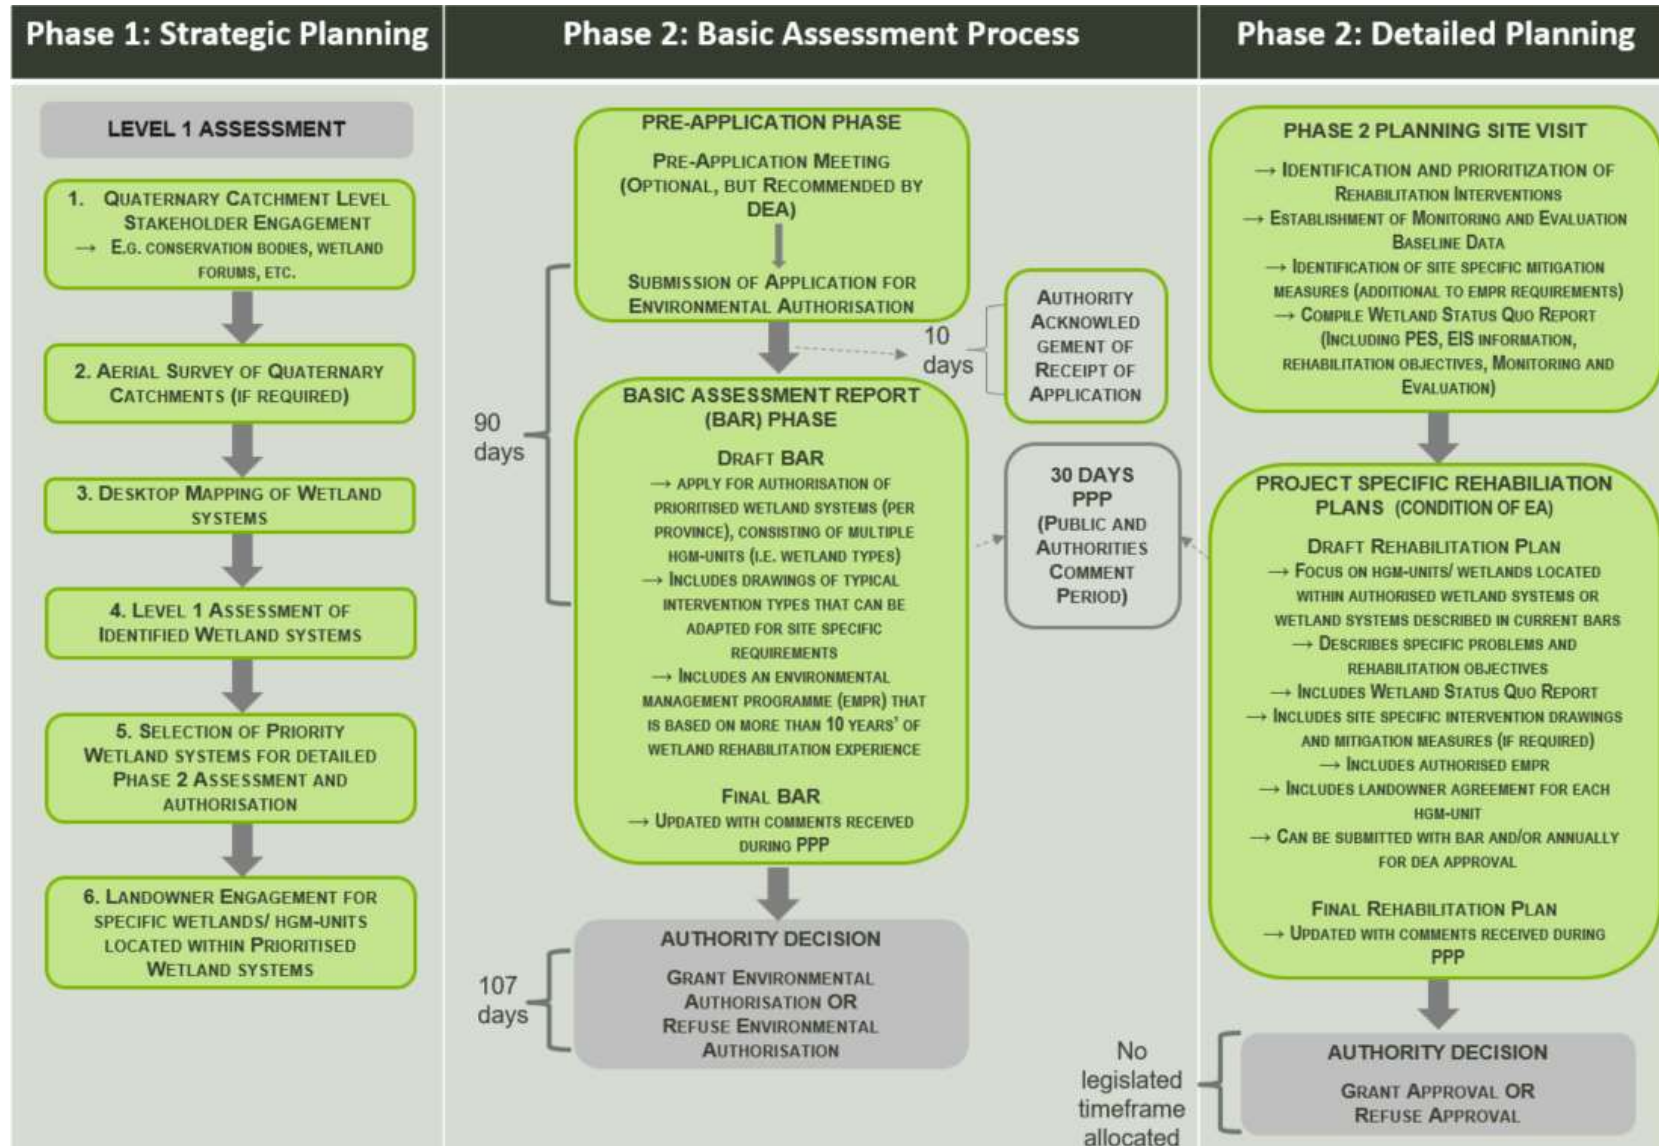 Phase 1: Strategic Planning
LEVEL 1 ASSESSMENT
1. QUATERNARY CATCHMENT LEVEL
STAKEHOLDER ENGAGEMENT
→ E.G. CONSERVATION BODIES, WETLAND
FORUMS, ETC.
2. AERIAL SURVEY OF QUATERNARY
CATCHMENTS (IF REQUIRED)
3. DESKTOP MAPPING OF WETLAND
SYSTEMS
4. LEVEL 1 ASSESSMENT OF
IDENTIFIED WETLAND SYSTEMS
5. SELECTION OF PRIORITY
WETLAND SYSTEMS FOR DETAILED
PHASE 2 ASSESSMENT AND
AUTHORISATION
6. LANDOWNER ENGAGEMENT FOR
SPECIFIC WETLANDS/ HGM-UNITS
LOCATED WITHIN PRIORITISED
WETLAND SYSTEMS
Phase 2: Basic Assessment Process
PRE-APPLICATION PHASE
PRE-APPLICATION MEETING
(OPTIONAL, BUT RECOMMENDED BY
DEA)
SUBMISSION OF APPLICATION FOR
ENVIRONMENTAL AUTHORISATION
10
days
AUTHORITY
ACKNOWLED
GEMENT OF
RECEIPT OF
APPLICATION
90
days
BASIC ASSESSMENT REPORT
(BAR) PHASE
DRAFT BAR
→ APPLY FOR AUTHORISATION OF
PRIORITISED WETLAND SYSTEMS (PER
PROVINCE), CONSISTING OF MULTIPLE
HGM-UNITS (I.E. WETLAND TYPES)
→ INCLUDES DRAWINGS OF TYPICAL
INTERVENTION TYPES THAT CAN BE
ADAPTED FOR SITE SPECIFIC
REQUIREMENTS
→ INCLUDES AN ENVIRONMENTAL
MANAGEMENT PROGRAMME (EMPR) THAT
IS BASED ON MORE THAN 10 YEARS' OF
WETLAND REHABILITATION EXPERIENCE
FINAL BAR
→ UPDATED WITH COMMENTS RECEIVED
DURING PPP
30 DAYS
PPP
(PUBLIC AND
AUTHORITIES
COMMENT
PERIOD)
107
days
AUTHORITY DECISION
GRANT ENVIRONMENTAL
AUTHORISATION OR
REFUSE ENVIRONMENTAL
AUTHORISATION
Phase 2: Detailed Planning
PHASE 2 PLANNING SITE VISIT
→ IDENTIFICATION AND PRIORITIZATION OF
REHABILITATION INTERVENTIONS
→ ESTABLISHMENT OF MONITORING AND EVALUATION
BASELINE DATA
→ IDENTIFICATION OF SITE SPECIFIC MITIGATION
MEASURES (ADDITIONAL TO EMPR REQUIREMENTS)
→ COMPILE WETLAND STATUS QUO REPORT
(INCLUDING PES, EIS INFORMATION,
REHABILITATION OBJECTIVES, MONITORING AND
EVALUATION)
PROJECT SPECIFIC REHABILIATION
PLANS (CONDITION OF EA)
DRAFT REHABILITATION PLAN
→ FOCUS ON HGM-UNITS/ WETLANDS LOCATED
WITHIN AUTHORISED WETLAND SYSTEMS OR
WETLAND SYSTEMS DESCRIBED IN CURRENT BARS
→ DESCRIBES SPECIFIC PROBLEMS AND
REHABILITATION OBJECTIVES
→ INCLUDES WETLAND STATUS QUO REPORT
→ INCLUDES SITE SPECIFIC INTERVENTION DRAWINGS
AND MITIGATION MEASURES (IF REQUIRED)
→ INCLUDES AUTHORISED EMPR
→ INCLUDES LANDOWNER AGREEMENT FOR EACH
HGM-UNIT
→ CAN BE SUBMITTED WITH BAR AND/OR ANNUALLY
FOR DEA APPROVAL
FINAL REHABILITATION PLAN
→ UPDATED WITH COMMENTS RECEIVED DURING
PPP
No
legislated
timeframe
allocated
AUTHORITY DECISION
GRANT APPROVAL OR
REFUSE APPROVAL